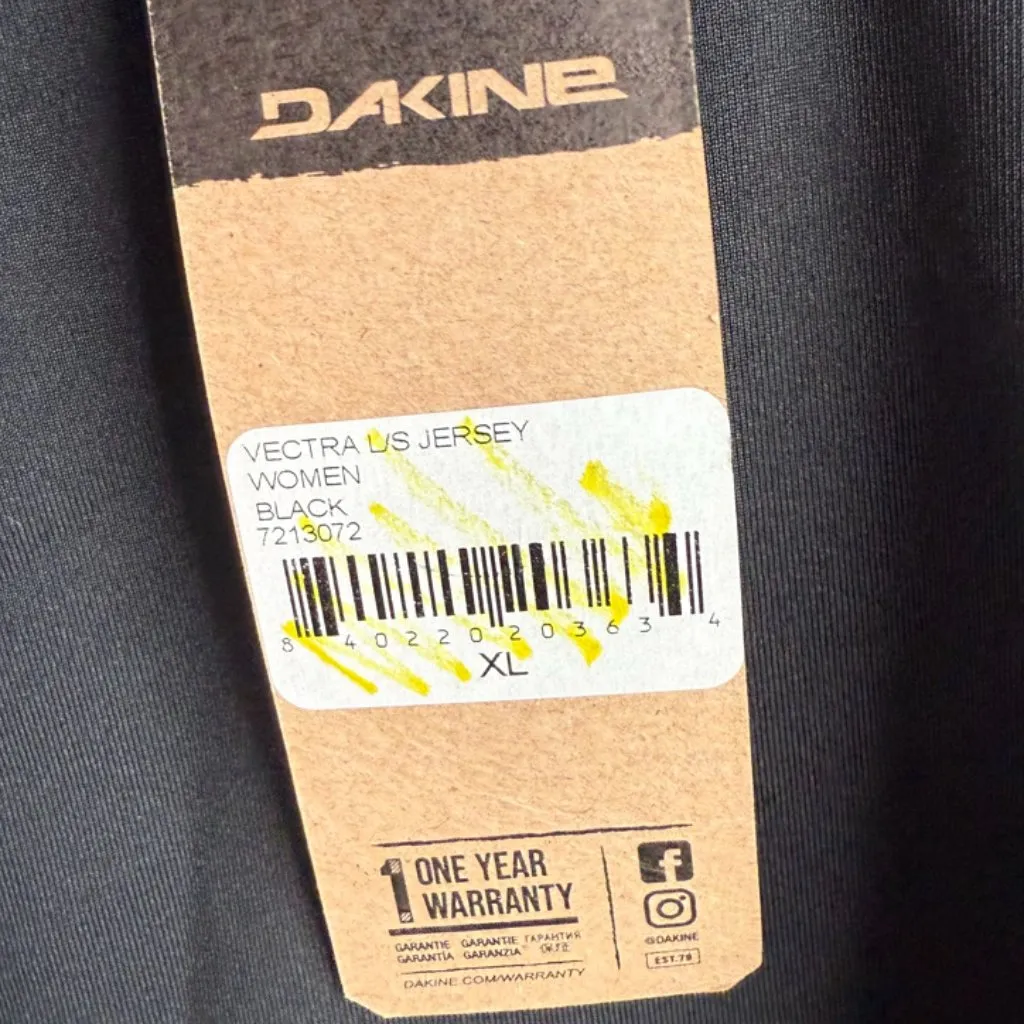 DAKINE
VECTRA L/S JERSEY
WOMEN
BLACK
7213072
8 40220 20363 4
XL
1 ONE YEAR
WARRANTY
GARANTIE GARANTIE ГАРАНТИЯ
GARANTÍA GARANZIA
DAKINE.COM/WARRANTY
f
@DAKINE
EST.79